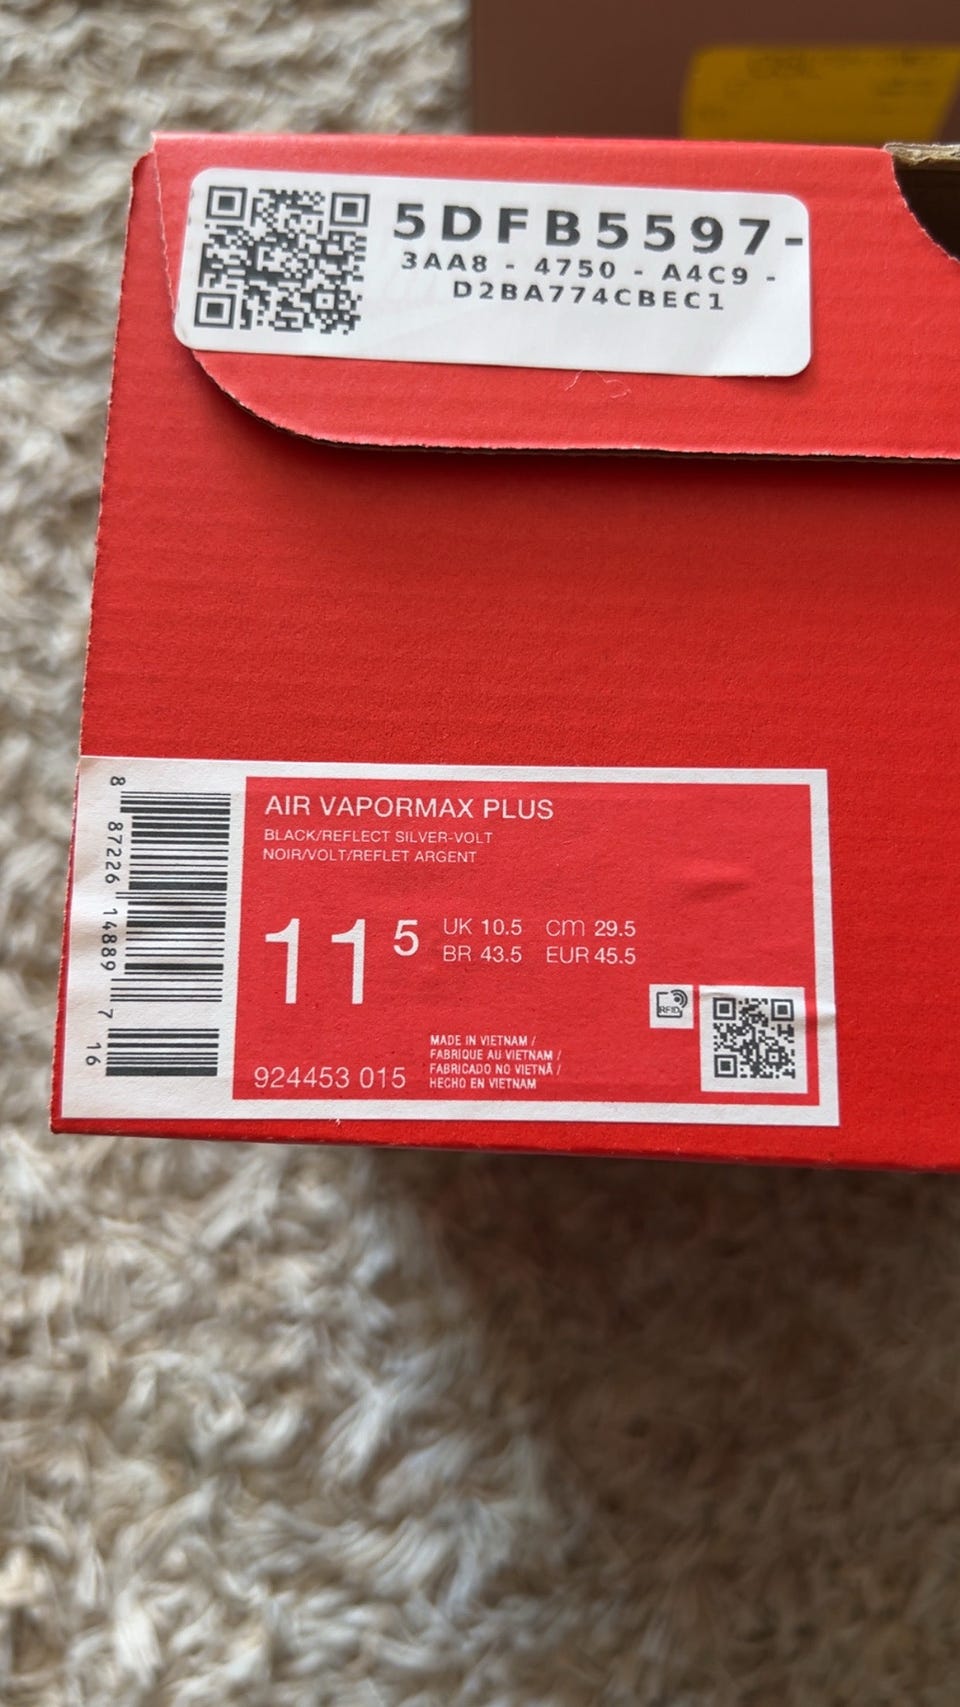 5DFB5597-
3AA8 - 4750 - A4C9 -
D2BA774CBEC1
AIR VAPORMAX PLUS
BLACK/REFLECT SILVER-VOLT
NOIR/VOLT/REFLET ARGENT
11 5
UK 10.5 cm 29.5
BR 43.5 EUR 45.5
RFID
MADE IN VIETNAM /
FABRIQUE AU VIETNAM /
FABRICADO NO VIETNÃ /
HECHO EN VIETNAM
924453 015
8 87226 14889 7 16